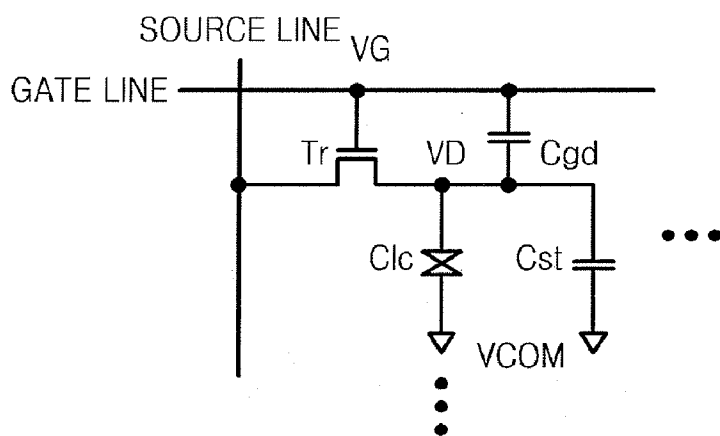 SOURCE LINE
VG
GATE LINE
Tr
VD
Cgd
Clc
Cst
VCOM